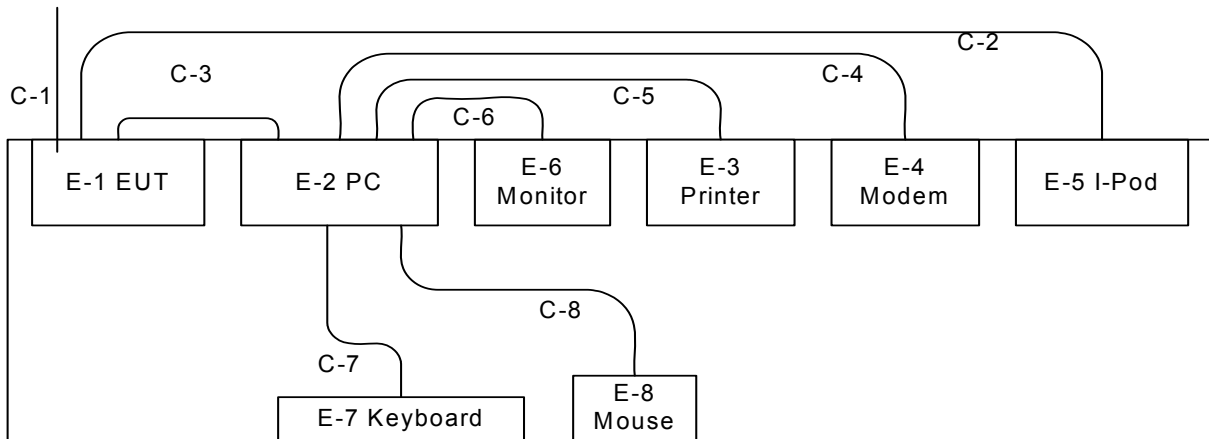 C-2
C-3
C-4
C-1
C-5
C-6
E-1 EUT
E-2 PC
E-6
Monitor
E-3
Printer
E-4
Modem
E-5 I-Pod
C-8
C-7
E-7 Keyboard
E-8
Mouse